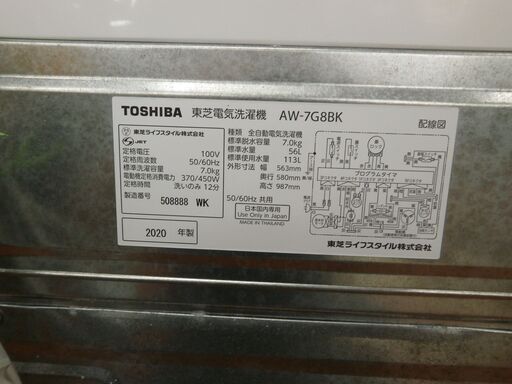 TOSHIBA 東芝電気洗濯機 AW-7G8BK
配線図
東芝ライフスタイル株式会社
JET
定格電圧 100V
定格周波数 50/60Hz
標準洗濯容量 7.0kg
電動機定格消費電力 370/450W
定格時間 洗いのみ 12分
製造番号 508888 WK
2020 年製
種類 全自動電気洗濯機
標準脱水容量 7.0kg
標準水量 56L
標準使用水量 113L
外形寸法 幅 563mm
奥行 580mm
高さ 987mm
50/60Hz 共用
日本国内専用
Use Only in Japan
MADE IN THAILAND
プログラムタイマ
東芝ライフスタイル株式会社